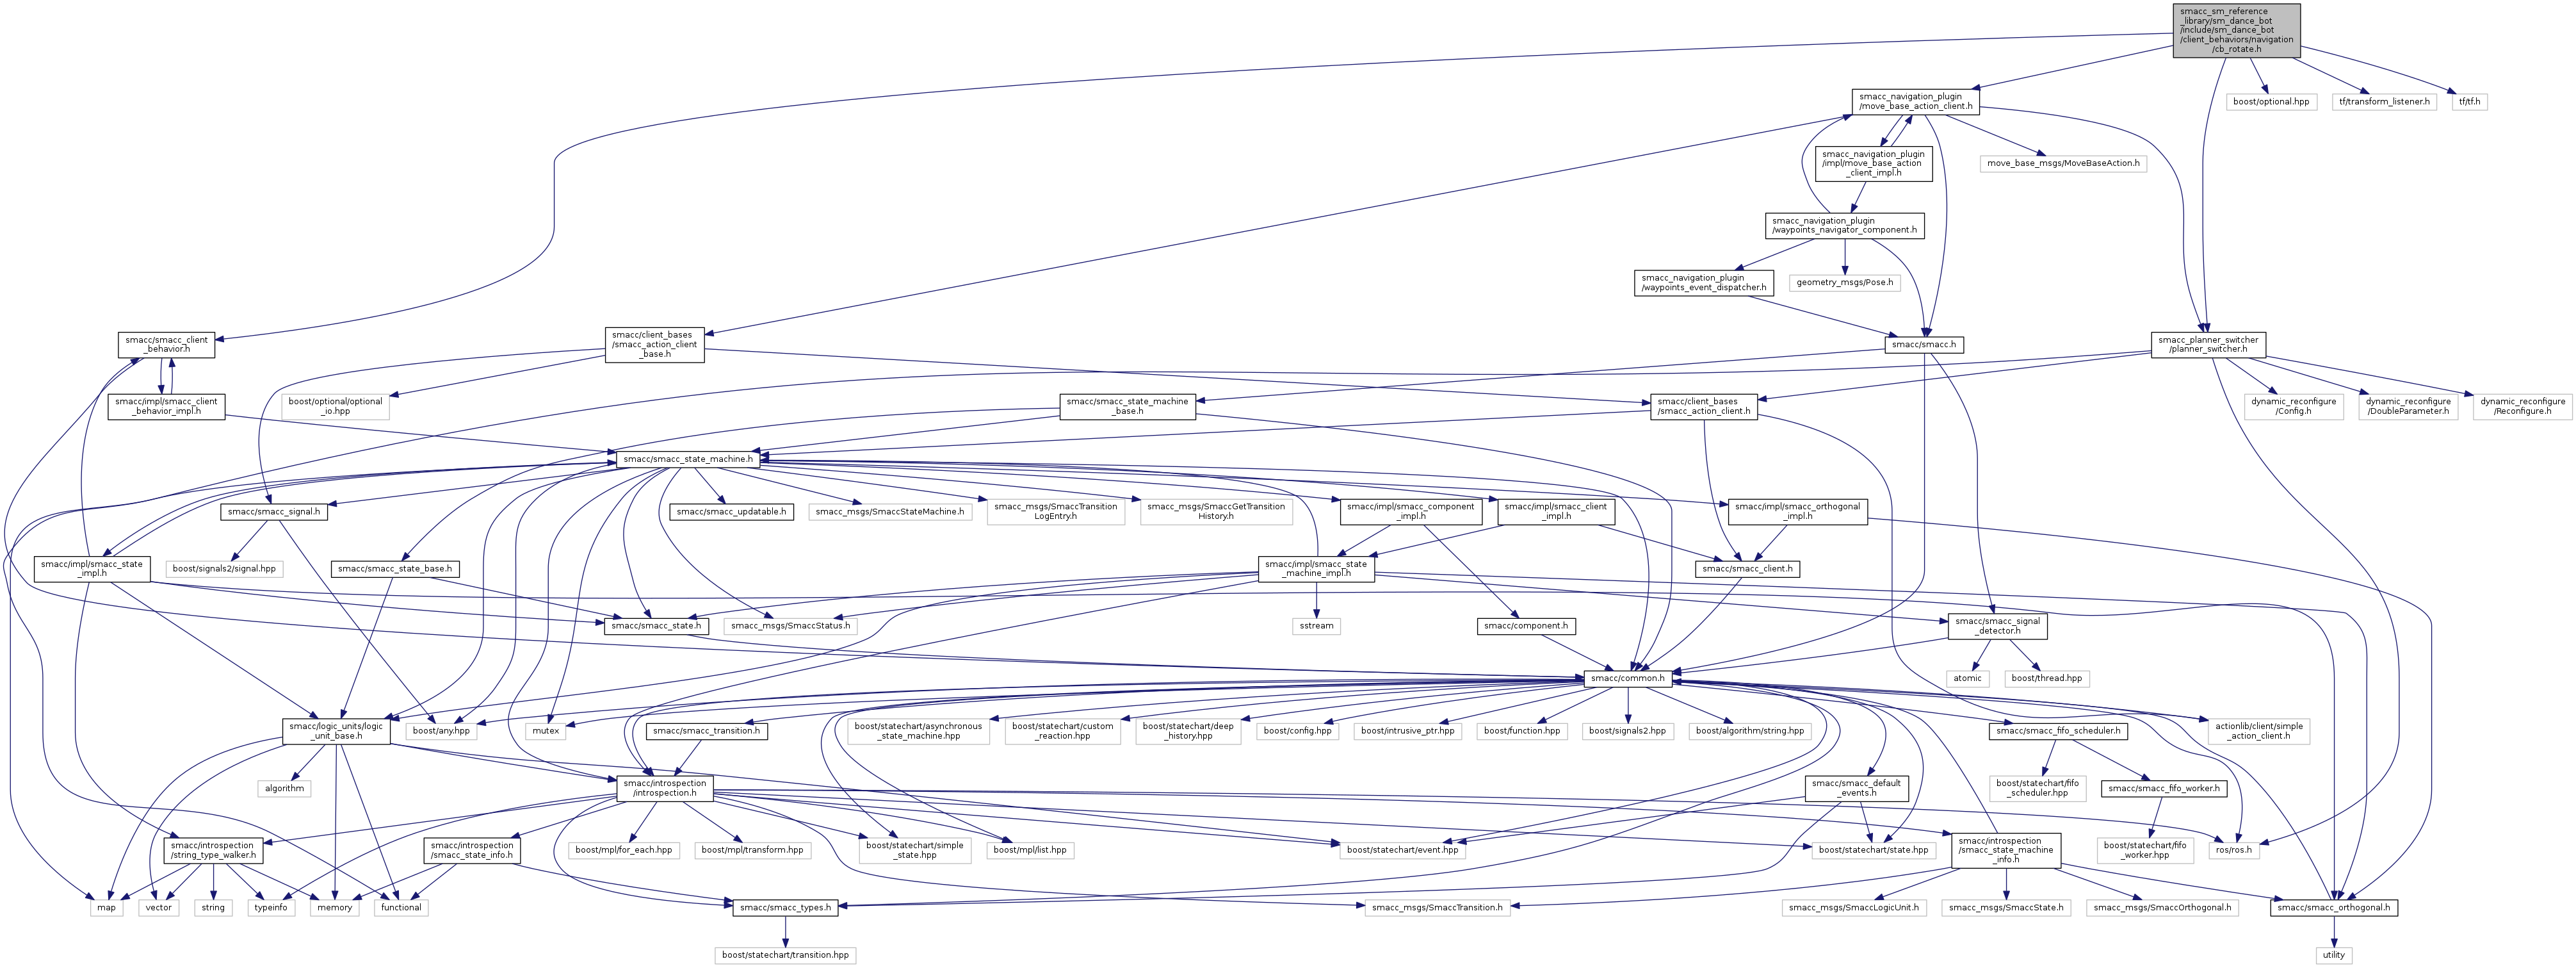 smacc_sm_reference
_library/sm_dance_bot
/include/sm_dance_bot
/client_behaviors/navigation
/cb_rotate.h
smacc_navigation_plugin
/move_base_action_client.h
boost/optional.hpp
tf/transform_listener.h
tf/tf.h
smacc_navigation_plugin
/impl/move_base_action
_client_impl.h
move_base_msgs/MoveBaseAction.h
smacc_navigation_plugin
/waypoints_navigator_component.h
smacc_navigation_plugin
/waypoints_event_dispatcher.h
geometry_msgs/Pose.h
smacc/smacc_client
_behavior.h
smacc/client_bases
/smacc_action_client
_base.h
smacc/smacc.h
smacc_planner_switcher
/planner_switcher.h
smacc/impl/smacc_client
_behavior_impl.h
boost/optional/optional
_io.hpp
smacc/smacc_state_machine
_base.h
smacc/client_bases
/smacc_action_client.h
dynamic_reconfigure
/Config.h
dynamic_reconfigure
/DoubleParameter.h
dynamic_reconfigure
/Reconfigure.h
smacc/smacc_state_machine.h
smacc/smacc_signal.h
smacc/smacc_updatable.h
smacc_msgs/SmaccStateMachine.h
smacc_msgs/SmaccTransition
LogEntry.h
smacc_msgs/SmaccGetTransition
History.h
smacc/impl/smacc_component
_impl.h
smacc/impl/smacc_client
_impl.h
smacc/impl/smacc_orthogonal
_impl.h
smacc/impl/smacc_state
_impl.h
boost/signals2/signal.hpp
smacc/smacc_state_base.h
smacc/impl/smacc_state
_machine_impl.h
smacc/smacc_client.h
smacc/smacc_state.h
smacc_msgs/SmaccStatus.h
sstream
smacc/component.h
smacc/smacc_signal
_detector.h
smacc/common.h
atomic
boost/thread.hpp
smacc/logic_units/logic
_unit_base.h
boost/any.hpp
mutex
smacc/smacc_transition.h
boost/statechart/asynchronous
_state_machine.hpp
boost/statechart/custom
_reaction.hpp
boost/statechart/deep
_history.hpp
boost/config.hpp
boost/intrusive_ptr.hpp
boost/function.hpp
boost/signals2.hpp
boost/algorithm/string.hpp
smacc/smacc_fifo_scheduler.h
actionlib/client/simple
_action_client.h
algorithm
smacc/introspection
/introspection.h
smacc/smacc_default
_events.h
boost/statechart/fifo
_scheduler.hpp
smacc/smacc_fifo_worker.h
smacc/introspection
/string_type_walker.h
smacc/introspection
/smacc_state_info.h
boost/mpl/for_each.hpp
boost/mpl/transform.hpp
boost/statechart/simple
_state.hpp
boost/mpl/list.hpp
boost/statechart/event.hpp
boost/statechart/state.hpp
smacc/introspection
/smacc_state_machine
_info.h
boost/statechart/fifo
_worker.hpp
ros/ros.h
map
vector
string
typeinfo
memory
functional
smacc/smacc_types.h
smacc_msgs/SmaccTransition.h
smacc_msgs/SmaccLogicUnit.h
smacc_msgs/SmaccState.h
smacc_msgs/SmaccOrthogonal.h
smacc/smacc_orthogonal.h
boost/statechart/transition.hpp
utility